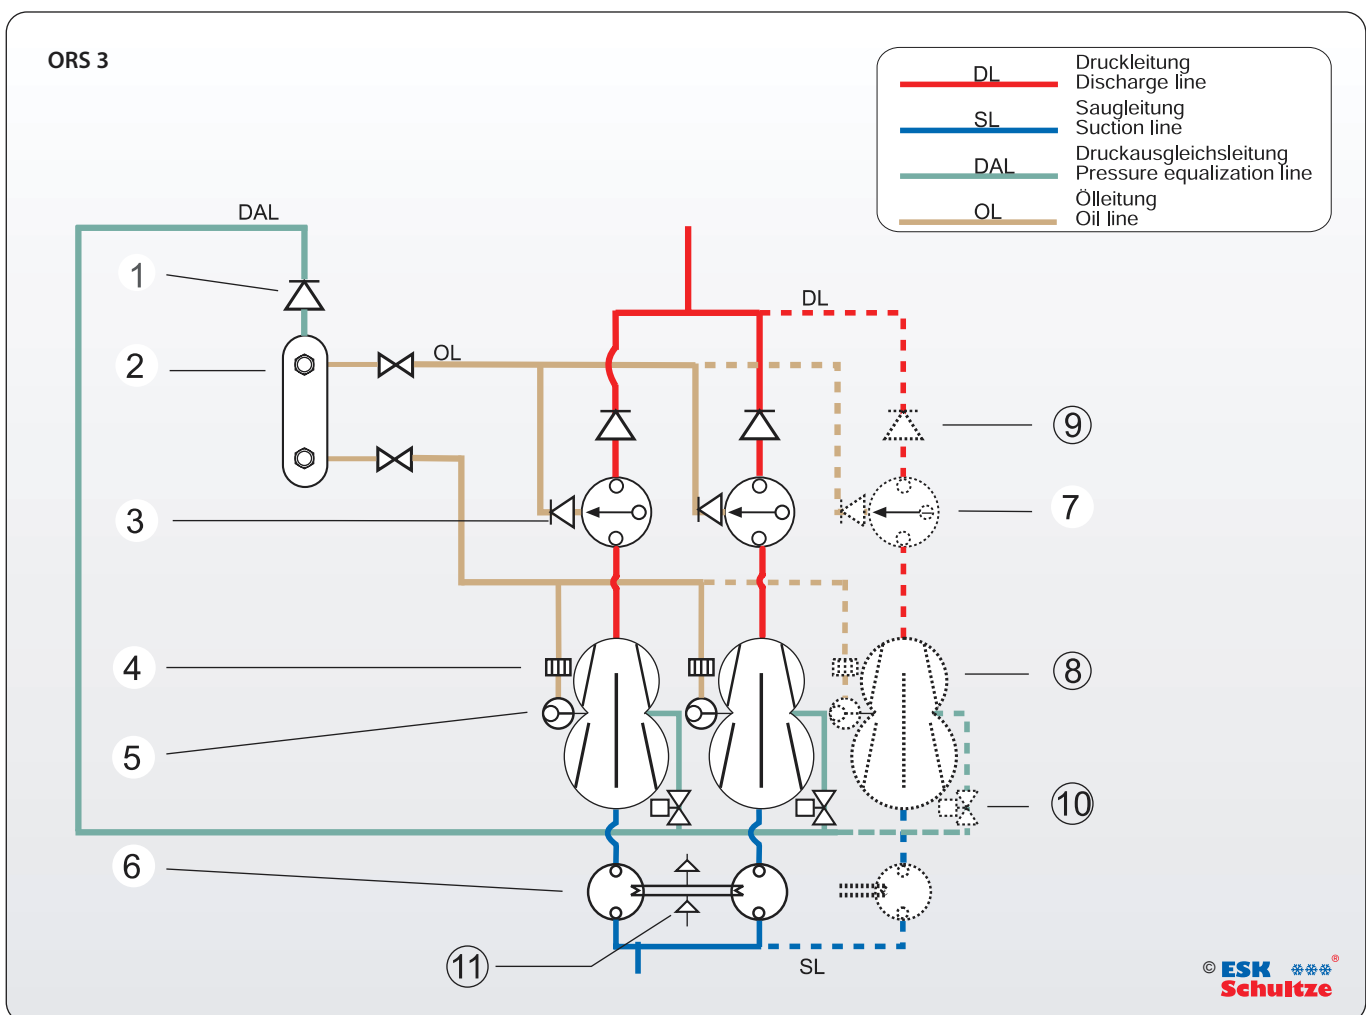 ORS 3
DL
Druckleitung
Discharge line
SL
Saugleitung
Suction line
DAL
Druckausgleichsleitung
Pressure equalization line
OL
Ölleitung
Oil line
DAL
1
DL
2
OL
9
3
7
4
8
5
10
6
11
SL
© ESK ®
Schultze